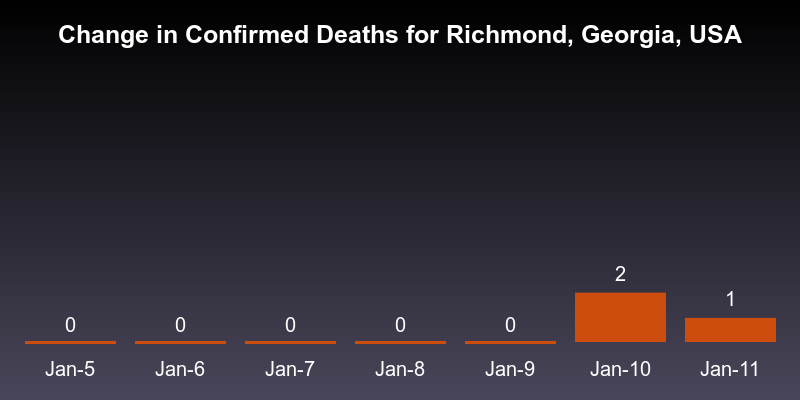 Change in Confirmed Deaths for Richmond, Georgia, USA
0 0 0 0 0 2 1
Jan-5 Jan-6 Jan-7 Jan-8 Jan-9 Jan-10 Jan-11